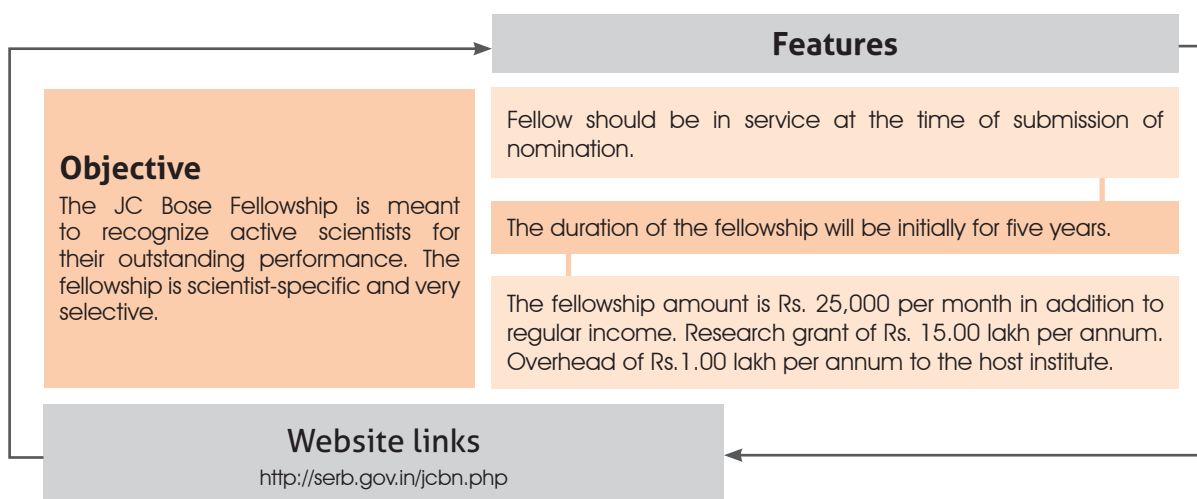 Features
Objective
The JC Bose Fellowship is meant
to recognize active scientists for
their outstanding performance. The
fellowship is scientist-specific and very
selective.
Fellow should be in service at the time of submission of
nomination.
The duration of the fellowship will be initially for five years.
The fellowship amount is Rs. 25,000 per month in addition to
regular income. Research grant of Rs. 15.00 lakh per annum.
Overhead of Rs.1.00 lakh per annum to the host institute.
Website links
http://serb.gov.in/jcbn.php